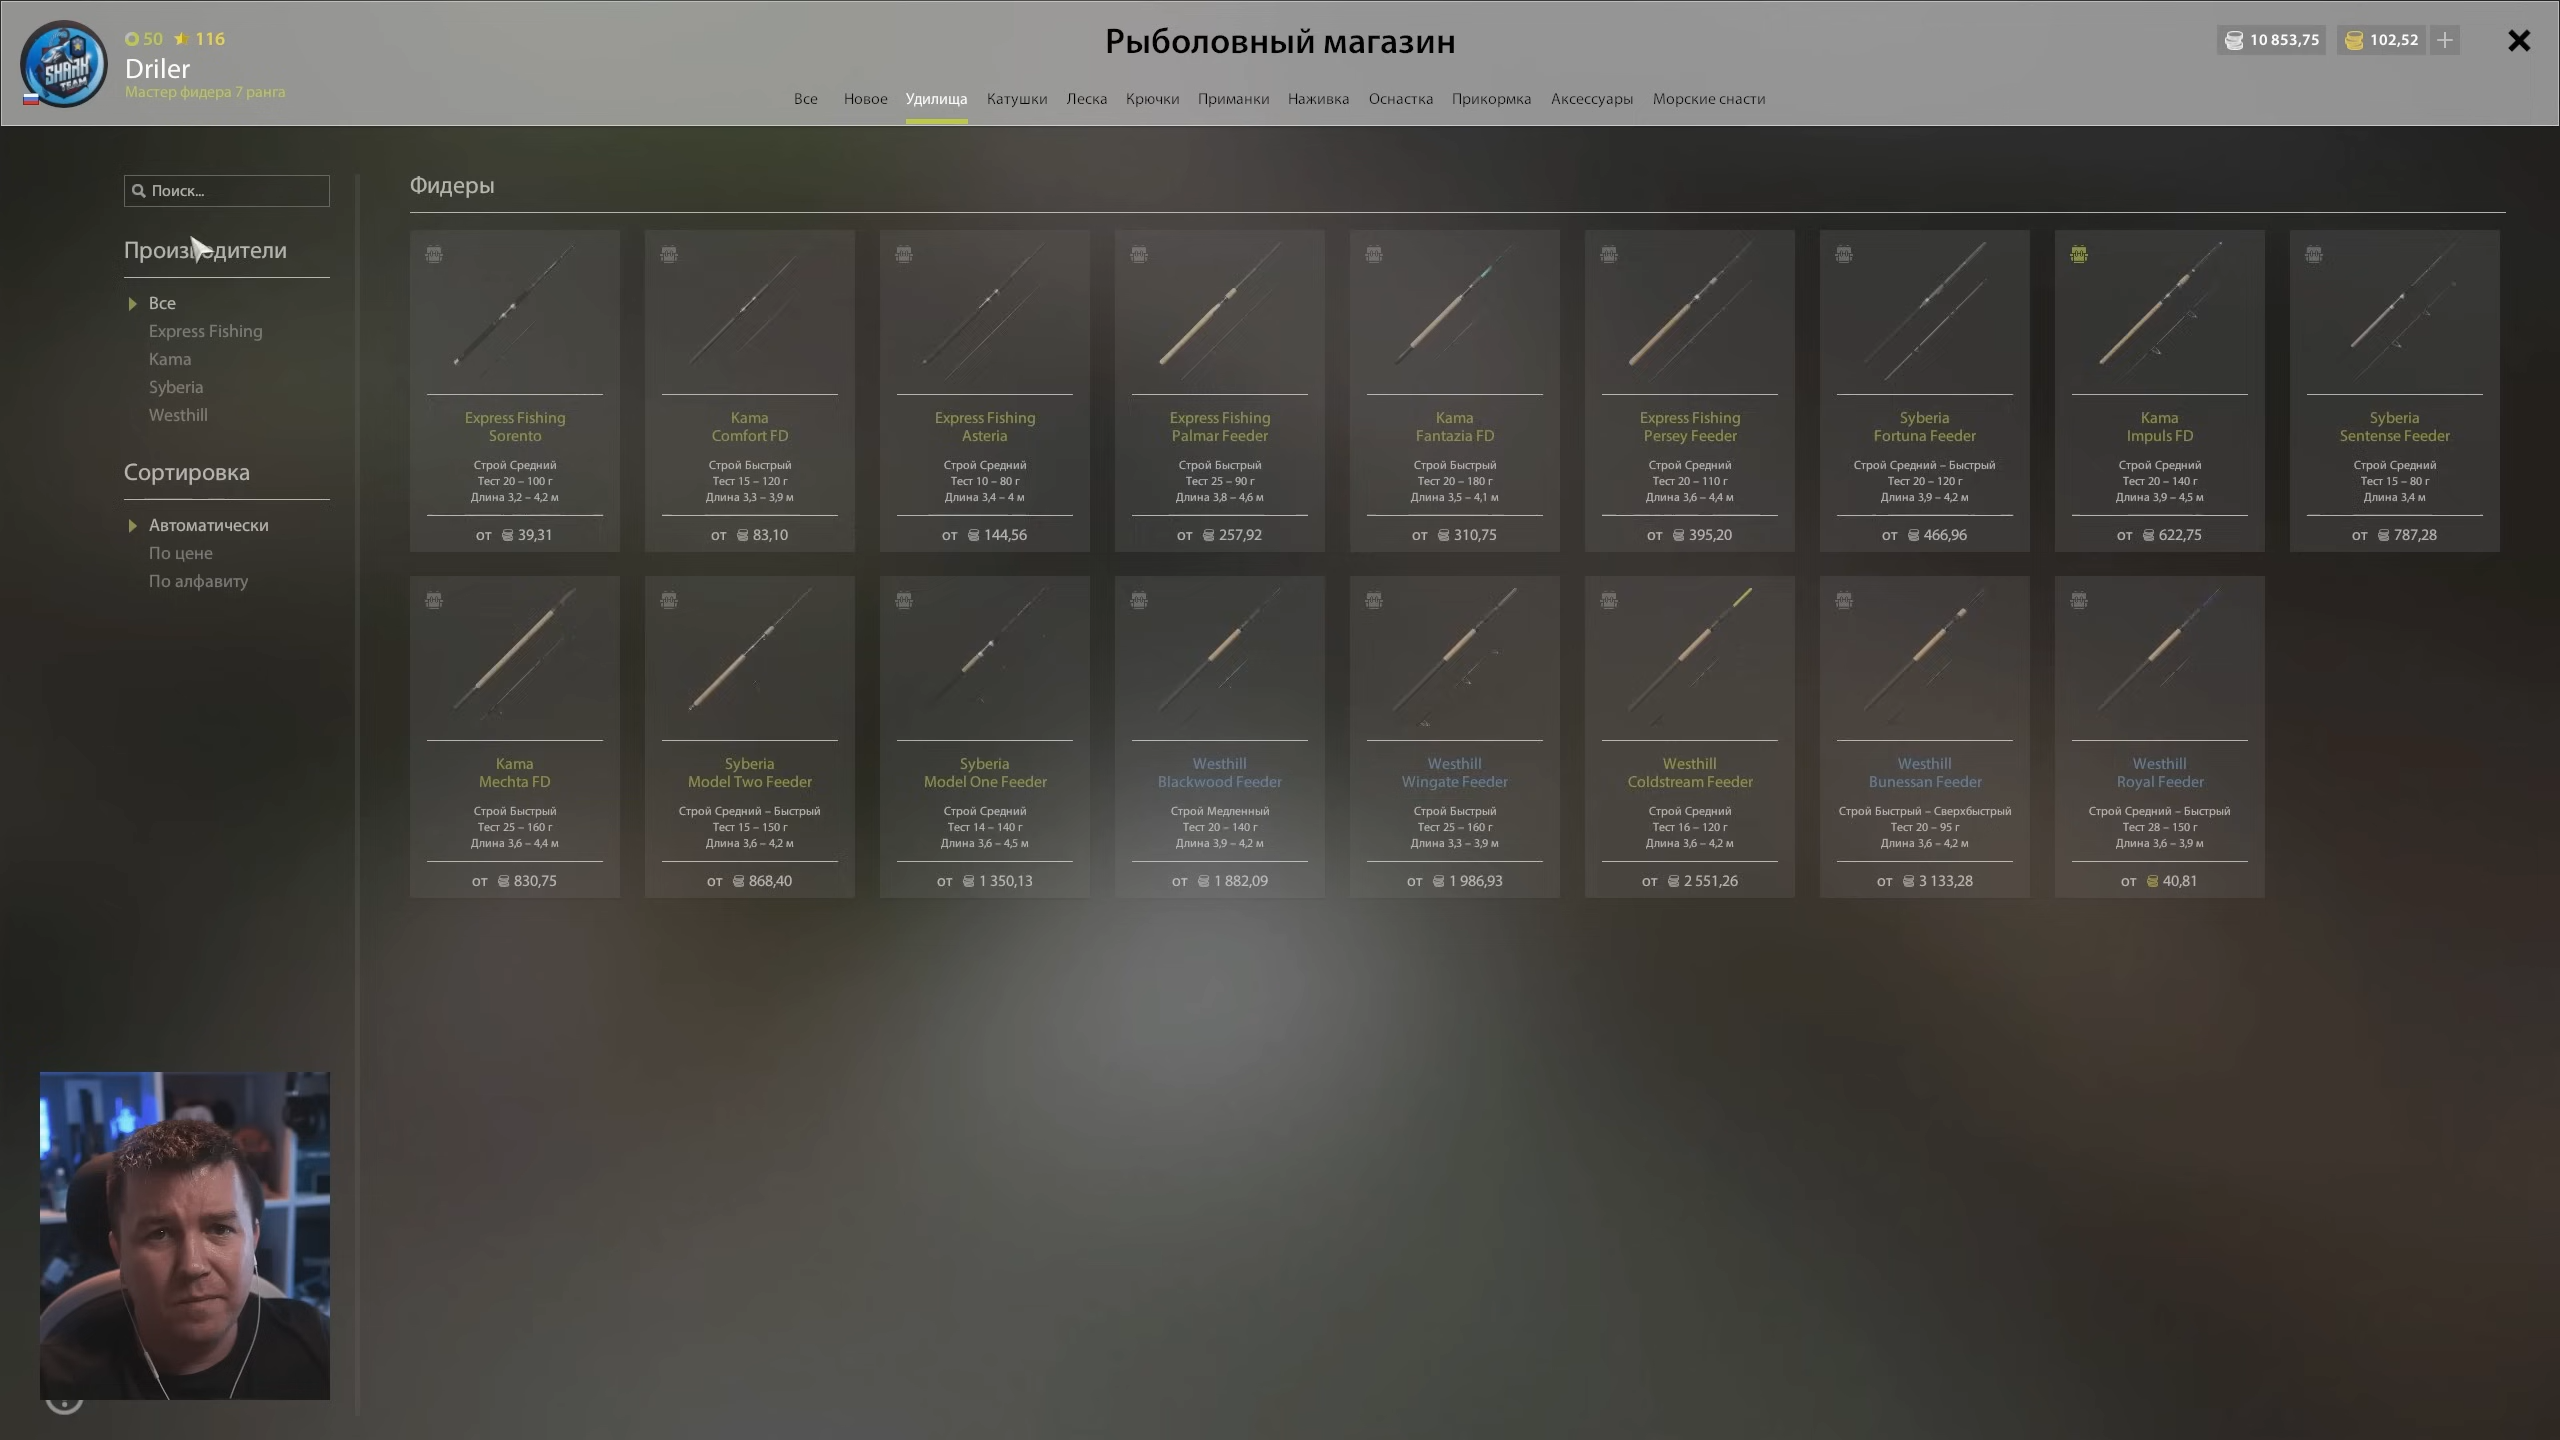 50 116
Driler
Мастер фидера 7 ранга
SHARK
TEAM
Рыболовный магазин
10 853,75 102,52
Все Новое Удилища Катушки Леска Крючки Приманки Наживка Оснастка Прикормка Аксессуары Морские снасти
Поиск...
Производители
Все
Express Fishing
Kama
Syberia
Westhill
Сортировка
Автоматически
По цене
По алфавиту
Фидеры
Express Fishing
Sorento
Строй Средний
Тест 20 – 100 г
Длина 3,2 – 4,2 м
от 39,31
Kama
Comfort FD
Строй Быстрый
Тест 15 – 120 г
Длина 3,3 – 3,9 м
от 83,10
Express Fishing
Asteria
Строй Средний
Тест 10 – 80 г
Длина 3,4 – 4 м
от 144,56
Express Fishing
Palmar Feeder
Строй Быстрый
Тест 25 – 90 г
Длина 3,8 – 4,6 м
от 257,92
Kama
Fantazia FD
Строй Быстрый
Тест 20 – 180 г
Длина 3,5 – 4,1 м
от 310,75
Express Fishing
Persey Feeder
Строй Средний
Тест 20 – 110 г
Длина 3,6 – 4,4 м
от 395,20
Syberia
Fortuna Feeder
Строй Средний – Быстрый
Тест 20 – 120 г
Длина 3,9 – 4,2 м
от 466,96
Kama
Impuls FD
Строй Средний
Тест 20 – 140 г
Длина 3,9 – 4,5 м
от 622,75
Syberia
Sentense Feeder
Строй Средний
Тест 15 – 80 г
Длина 3,4 м
от 787,28
Kama
Mechta FD
Строй Быстрый
Тест 25 – 160 г
Длина 3,6 – 4,4 м
от 830,75
Syberia
Model Two Feeder
Строй Средний – Быстрый
Тест 15 – 150 г
Длина 3,6 – 4,2 м
от 868,40
Syberia
Model One Feeder
Строй Средний
Тест 14 – 140 г
Длина 3,6 – 4,5 м
от 1 350,13
Westhill
Blackwood Feeder
Строй Медленный
Тест 20 – 140 г
Длина 3,9 – 4,2 м
от 1 882,09
Westhill
Wingate Feeder
Строй Быстрый
Тест 25 – 160 г
Длина 3,3 – 3,9 м
от 1 986,93
Westhill
Coldstream Feeder
Строй Средний
Тест 16 – 120 г
Длина 3,6 – 4,2 м
от 2 551,26
Westhill
Bunessan Feeder
Строй Быстрый – Сверхбыстрый
Тест 20 – 95 г
Длина 3,6 – 4,2 м
от 3 133,28
Westhill
Royal Feeder
Строй Средний – Быстрый
Тест 28 – 150 г
Длина 3,6 – 3,9 м
от 40,81